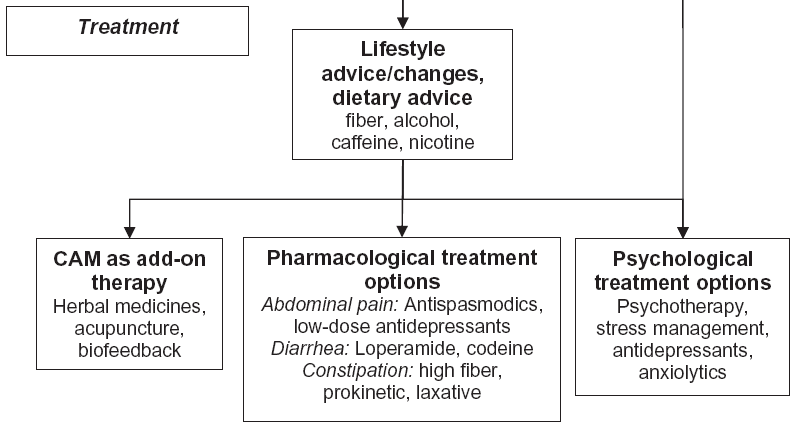 Treatment
Lifestyle
advice/changes,
dietary advice
fiber, alcohol,
caffeine, nicotine
CAM as add-on
therapy
Herbal medicines,
acupuncture,
biofeedback
Pharmacological treatment
options
Abdominal pain: Antispasmodics,
low-dose antidepressants
Diarrhea: Loperamide, codeine
Constipation: high fiber,
prokinetic, laxative
Psychological
treatment options
Psychotherapy,
stress management,
antidepressants,
anxiolytics